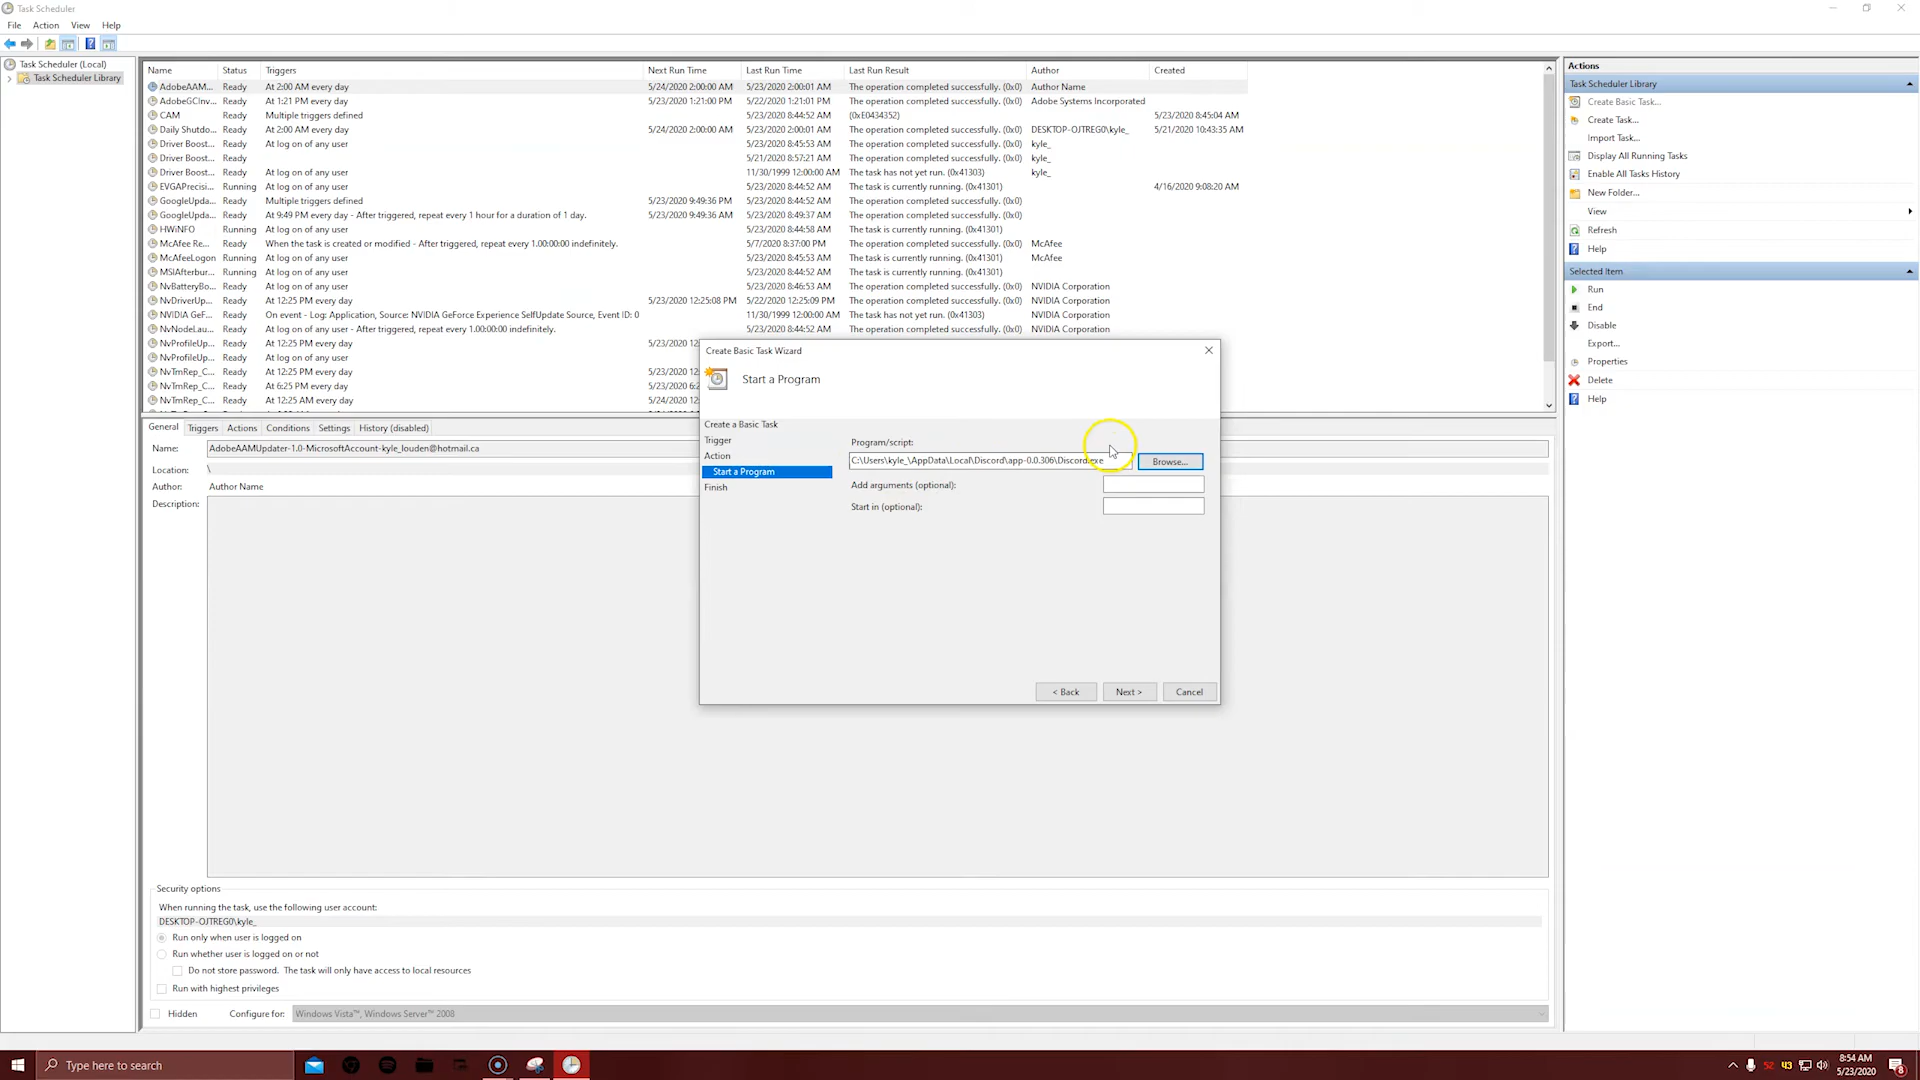 Task Scheduler
File Action View Help
Task Scheduler (Local)
Task Scheduler Library
Name Status Triggers Next Run Time Last Run Time Last Run Result Author Created
AdobeAAM... Ready At 2:00 AM every day 5/24/2020 2:00:00 AM 5/23/2020 2:00:01 AM The operation completed successfully. (0x0) Author Name
AdobeGCInv... Ready At 1:21 PM every day 5/23/2020 1:21:00 PM 5/22/2020 1:21:01 PM The operation completed successfully. (0x0) Adobe Systems Incorporated
CAM Ready Multiple triggers defined 5/23/2020 8:44:52 AM (0xE0434352) 5/23/2020 8:45:04 AM
Daily Shutdo... Ready At 2:00 AM every day 5/24/2020 2:00:00 AM 5/23/2020 2:00:01 AM The operation completed successfully. (0x0) DESKTOP-OJTREG0\kyle_ 5/21/2020 10:43:35 AM
Driver Boost... Ready At log on of any user 5/23/2020 8:45:53 AM The operation completed successfully. (0x0) kyle_
Driver Boost... Ready 5/21/2020 8:57:21 AM The operation completed successfully. (0x0) kyle_
Driver Boost... Ready At log on of any user 11/30/1999 12:00:00 AM The task has not yet run. (0x41303) kyle_
EVGAPrecisi... Running At log on of any user 5/23/2020 8:44:52 AM The task is currently running. (0x41301) 4/16/2020 9:08:20 AM
GoogleUpda... Ready Multiple triggers defined 5/23/2020 9:49:36 PM 5/23/2020 8:44:52 AM The operation completed successfully. (0x0)
GoogleUpda... Ready At 9:49 PM every day - After triggered, repeat every 1 hour for a duration of 1 day. 5/23/2020 9:49:36 AM 5/23/2020 8:49:37 AM The operation completed successfully. (0x0)
HWiNFO Running At log on of any user 5/23/2020 8:44:58 AM The task is currently running. (0x41301)
McAfee Re... Ready When the task is created or modified - After triggered, repeat every 1.00:00:00 indefinitely. 5/7/2020 8:37:00 PM The operation completed successfully. (0x0) McAfee
McAfeeLogon Running At log on of any user 5/23/2020 8:45:53 AM The task is currently running. (0x41301) McAfee
MSIAfterbur... Running At log on of any user 5/23/2020 8:44:52 AM The task is currently running. (0x41301)
NvBatteryBo... Ready At log on of any user 5/23/2020 8:46:53 AM The operation completed successfully. (0x0) NVIDIA Corporation
NvDriverUp... Ready At 12:25 PM every day 5/23/2020 12:25:08 PM 5/22/2020 12:25:09 PM The operation completed successfully. (0x0) NVIDIA Corporation
NVIDIA GeF... Ready On event - Log: Application, Source: NVIDIA GeForce Experience SelfUpdate Source, Event ID: 0 11/30/1999 12:00:00 AM The task has not yet run. (0x41303) NVIDIA Corporation
NvNodeLau... Ready At log on of any user - After triggered, repeat every 1.00:00:00 indefinitely. 5/23/2020 8:44:52 AM The operation completed successfully. (0x0) NVIDIA Corporation
NvProfileUp... Ready At 12:25 PM every day 5/23/2020 12
NvProfileUp... Ready At log on of any user
NvTmRep_C... Ready At 12:25 PM every day 5/23/2020 12
NvTmRep_C... Ready At 6:25 PM every day 5/23/2020 6:2
NvTmRep_C... Ready At 12:25 AM every day 5/24/2020 12
General Triggers Actions Conditions Settings History (disabled)
Name: AdobeAAMUpdater-1.0-MicrosoftAccount-kyle_louden@hotmail.ca
Location: \
Author: Author Name
Description:
Security options
When running the task, use the following user account:
DESKTOP-OJTREG0\kyle_
Run only when user is logged on
Run whether user is logged on or not
Do not store password. The task will only have access to local resources
Run with highest privileges
Hidden Configure for: Windows Vista™, Windows Server™ 2008
Create Basic Task Wizard
Start a Program
Create a Basic Task
Trigger
Action
Start a Program
Finish
Program/script:
C:\Users\kyle_\AppData\Local\Discord\app-0.0.306\Discord.exe Browse...
Add arguments (optional):
Start in (optional):
< Back Next > Cancel
Actions
Task Scheduler Library
Create Basic Task...
Create Task...
Import Task...
Display All Running Tasks
Enable All Tasks History
New Folder...
View
Refresh
Help
Selected Item
Run
End
Disable
Export...
Properties
Delete
Help
Type here to search
52 43
8:54 AM
5/23/2020
8